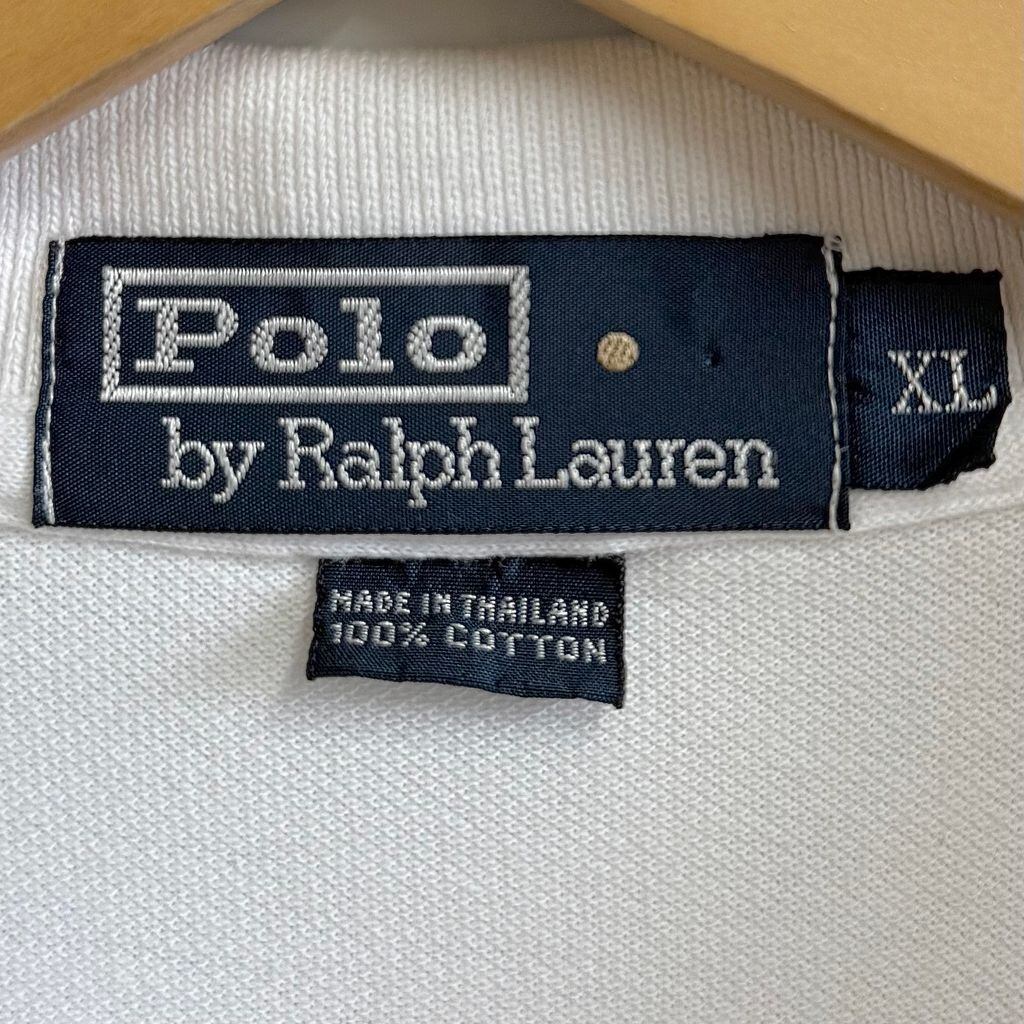 Polo
by Ralph Lauren
XL
MADE IN THAILAND
100% COTTON